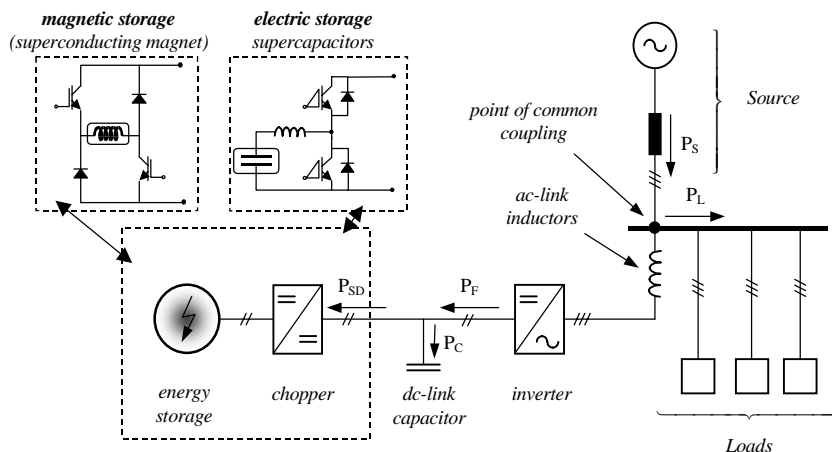 magnetic storage
(superconducting magnet)
electric storage
supercapacitors
Source
point of common
coupling
PS
PL
ac-link
inductors
PSD
PF
PC
energy
storage
chopper
dc-link
capacitor
inverter
Loads